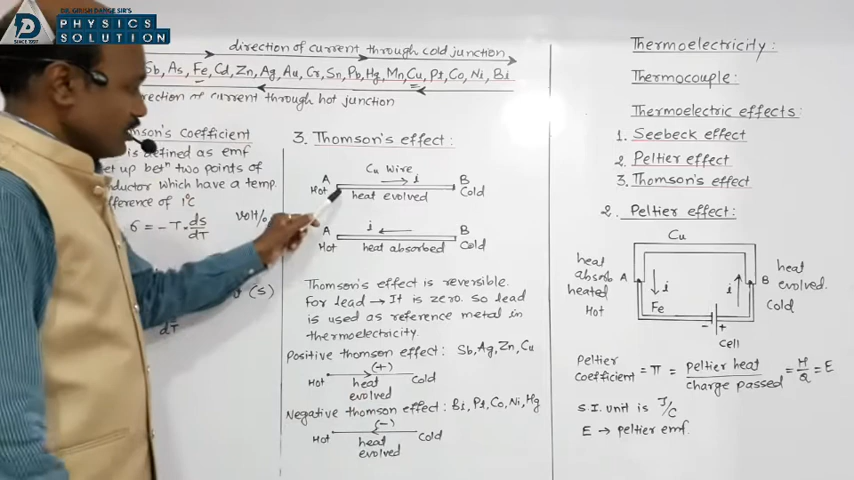 Er. GIRISH DANGE SIR's
PHYSICS
SOLUTION
SINCE 2007
direction of current through cold junction
Sb, As, Fe, Cd, Zn, Ag, Au, Cr, Sn, Pb, Hg, Mn, Cu, Pt, Co, Ni, Bi
direction of current through hot junction
coefficient
is defined as emf
set up betn two points of
which have a temp.
difference of 1°C
σ = -T. ds/dT
volt/
(S)
dT
3. Thomson's effect :
Cu wire
A i B
Hot heat evolved Cold
A i B
Hot heat absorbed Cold
Thomson's effect is reversible.
For lead → It is zero. so lead
is used as reference metal in
thermoelectricity.
Positive thomson effect : Sb, Ag, Zn, Cu
(+)
Hot heat evolved Cold
Negative thomson effect : Bi, Pt, Co, Ni, Hg
(-)
Hot heat evolved Cold
Thermoelectricity :
Thermocouple :
Thermoelectric effects :
1. Seebeck effect
2. Peltier effect
3. Thomson's effect
2. Peltier effect :
Cu
heat absorb heated Hot
A i i B
heat evolved. Cold
Fe
- +
Cell
Peltier coefficient = π = peltier heat / charge passed = H/Q = E
S.I. unit is J/C
E → peltier emf.